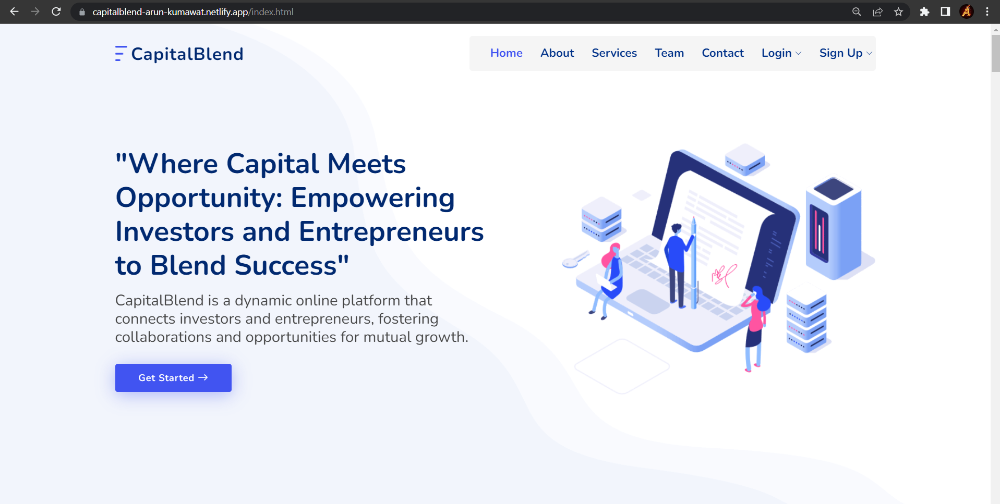 capitalblend-arun-kumawat.netlify.app/index.html
CapitalBlend
Home About Services Team Contact Login Sign Up
"Where Capital Meets
Opportunity: Empowering
Investors and Entrepreneurs
to Blend Success"
CapitalBlend is a dynamic online platform that
connects investors and entrepreneurs, fostering
collaborations and opportunities for mutual growth.
Get Started →